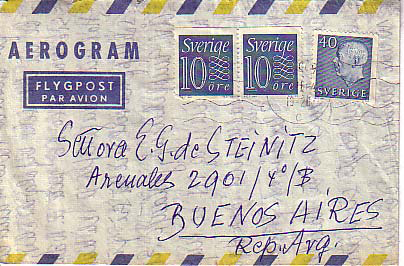 AEROGRAM
FLYGPOST
PAR AVION
Sverige
10
öre
Sverige
10
öre
40
SVERIGE
Señora E.G. de STEINITZ
Arenales 2901/4º/B
BUENOS AIRES
Rep. Arg.